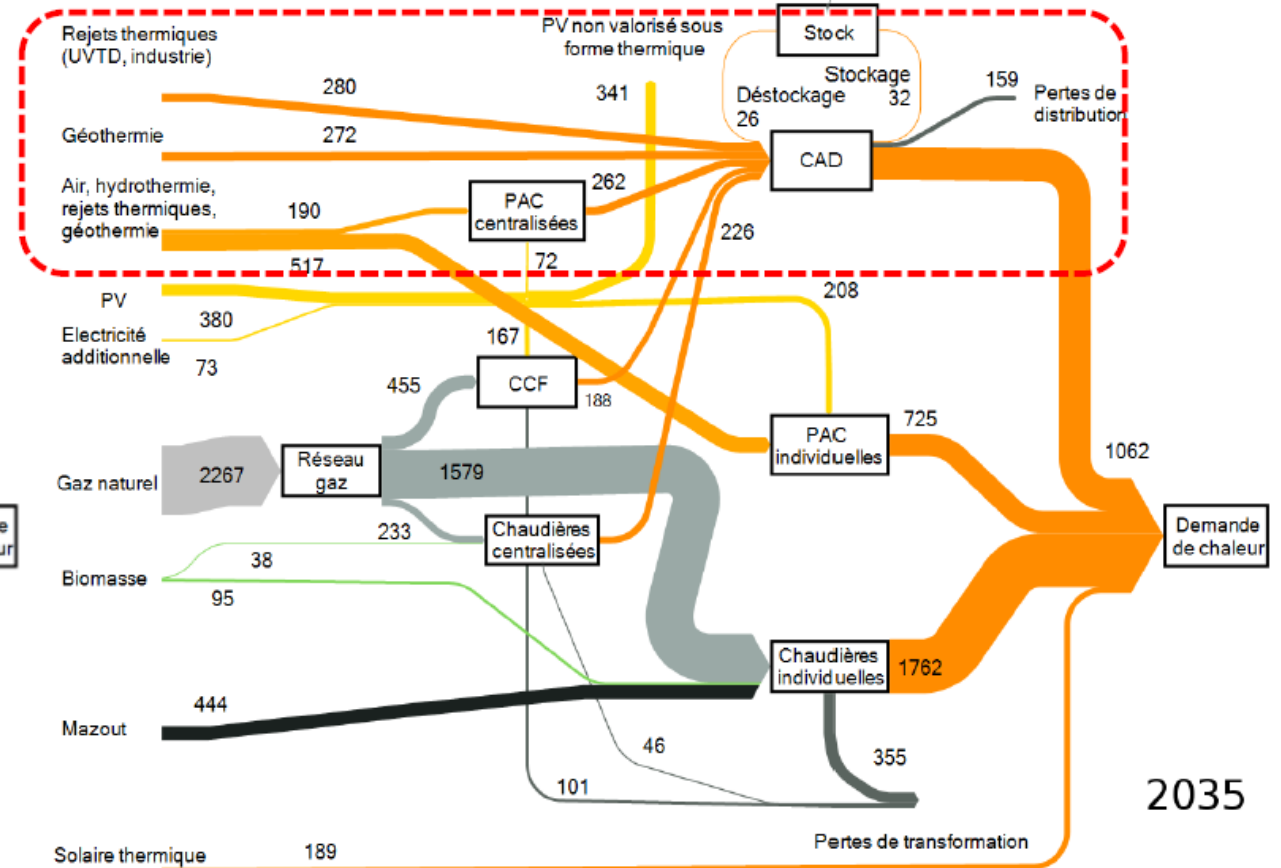 Rejets thermiques
(UVTD, industrie)
280
PV non valorisé sous
forme thermique
341
Stock
Stockage
32
Déstockage
26
159
Pertes de
distribution
Géothermie
272
CAD
Air, hydrothermie,
rejets thermiques,
géothermie
190
517
PAC
centralisées
262
72
226
PV
380
208
Electricité
additionnelle
73
167
CCF
188
455
PAC
individuelles
725
1062
Gaz naturel
2267
Réseau
gaz
1579
233
Chaudières
centralisées
Demande
de chaleur
e
ur
Biomasse
38
95
Chaudières
individuelles
1762
Mazout
444
46
101
355
2035
Pertes de transformation
Solaire thermique
189